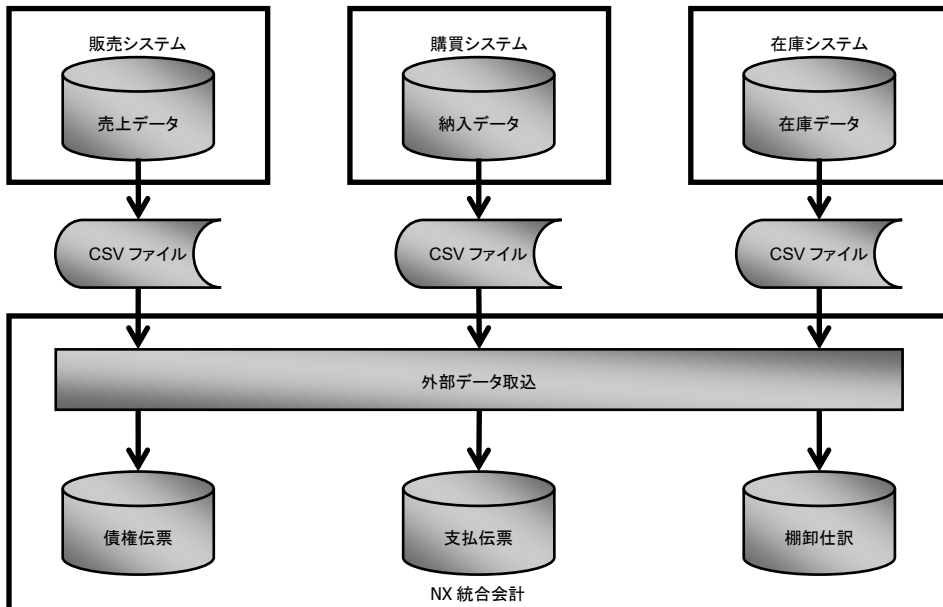 販売システム
購買システム
在庫システム
売上データ
納入データ
在庫データ
CSV ファイル
CSV ファイル
CSV ファイル
外部データ取込
債権伝票
支払伝票
棚卸仕訳
NX 統合会計